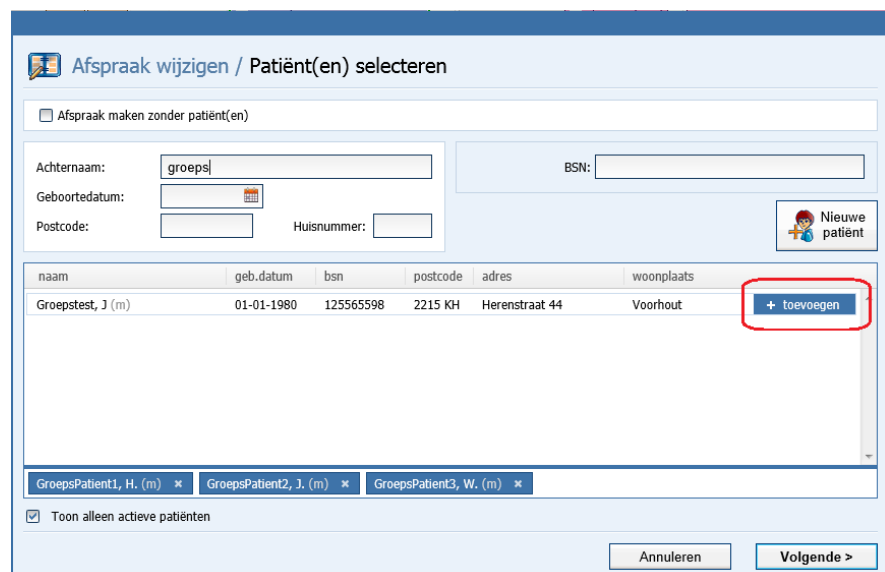 Afspraak wijzigen / Patiënt(en) selecteren
Afspraak maken zonder patiënt(en)
Achternaam: groeps
BSN:
Geboortedatum:
Postcode: Huisnummer:
Nieuwe
patiënt
naam geb.datum bsn postcode adres woonplaats
Groepstest, J (m) 01-01-1980 125565598 2215 KH Herenstraat 44 Voorhout + toevoegen
GroepsPatient1, H. (m) × GroepsPatient2, J. (m) × GroepsPatient3, W. (m) ×
Toon alleen actieve patiënten
Annuleren Volgende >